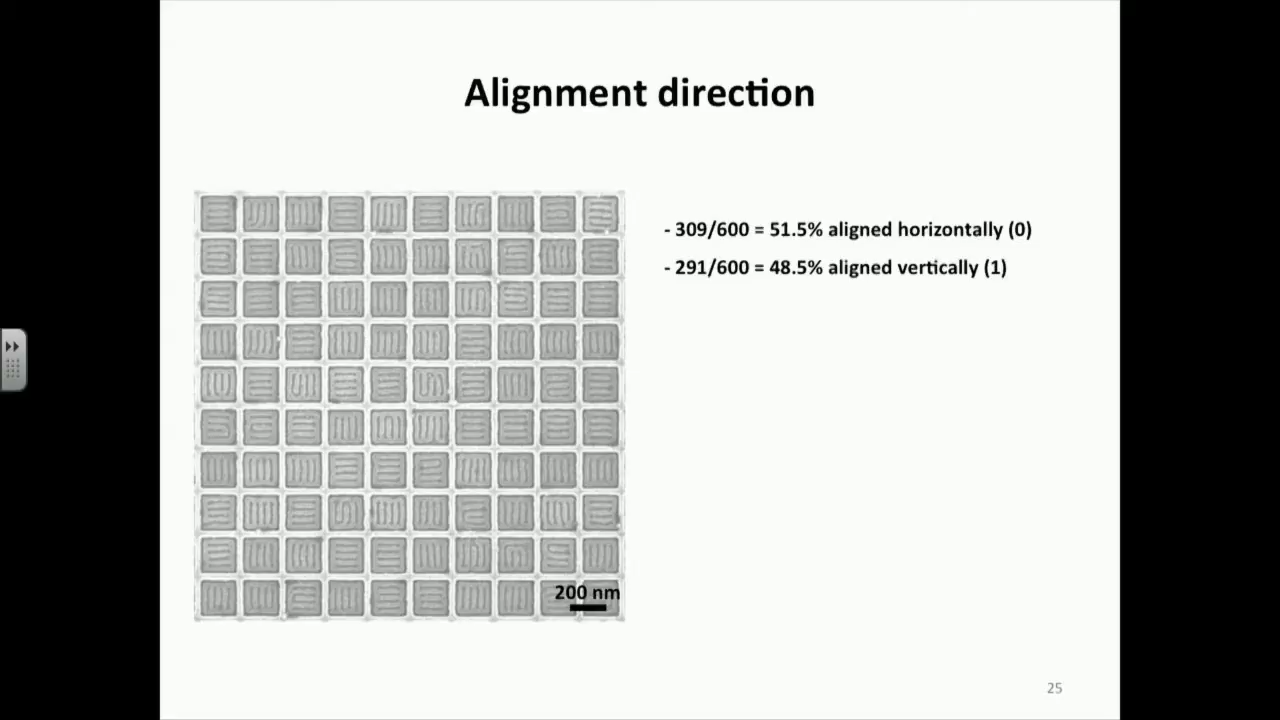 Alignment direction
- 309/600 = 51.5% aligned horizontally (0)
- 291/600 = 48.5% aligned vertically (1)
200 nm
25